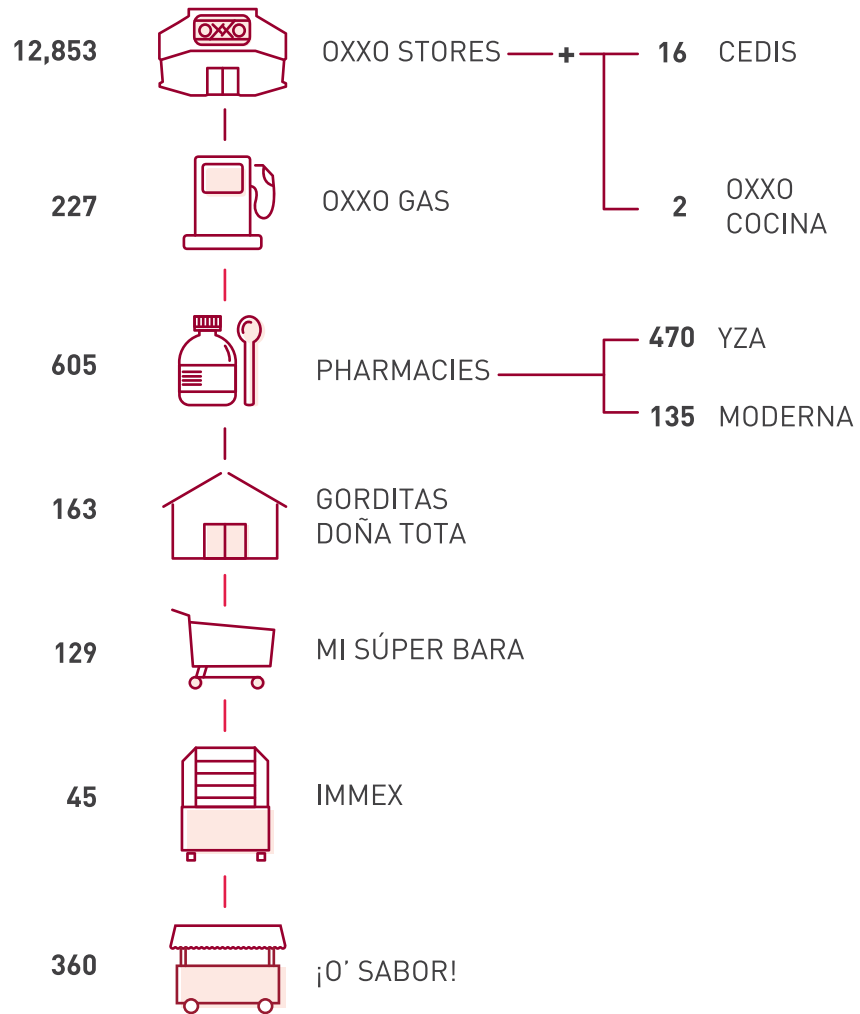 12,853 OXXO STORES + 16 CEDIS
OXXO
227 OXXO GAS 2 OXXO
COCINA
605 PHARMACIES 470 YZA
135 MODERNA
163 GORDITAS
DOÑA TOTA
129 MI SÚPER BARA
45 IMMEX
360 ¡O’ SABOR!